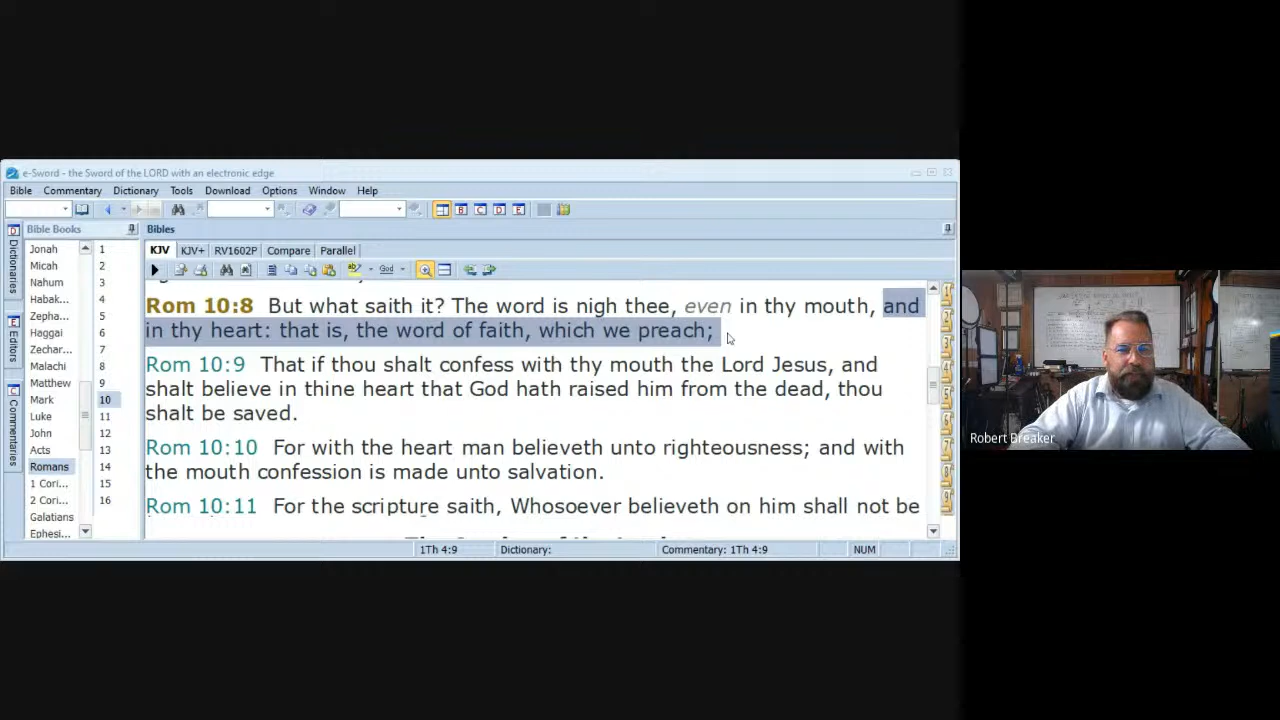 e-Sword - the Sword of the LORD with an electronic edge
Bible Commentary Dictionary Tools Download Options Window Help
B C D E
Bible Books
Bibles
Dictionaries
Editors
Commentaries
Jonah
Micah
Nahum
Habak...
Zepha...
Haggai
Zechar...
Malachi
Matthew
Mark
Luke
John
Acts
Romans
1 Cori...
2 Cori...
Galatians
Ephesi...
1
2
3
4
5
6
7
8
9
10
11
12
13
14
15
16
KJV KJV+ RV1602P Compare Parallel
God
Rom 10:8 But what saith it? The word is nigh thee, even in thy mouth, and
in thy heart: that is, the word of faith, which we preach;
Rom 10:9 That if thou shalt confess with thy mouth the Lord Jesus, and
shalt believe in thine heart that God hath raised him from the dead, thou
shalt be saved.
Rom 10:10 For with the heart man believeth unto righteousness; and with
the mouth confession is made unto salvation.
Rom 10:11 For the scripture saith, Whosoever believeth on him shall not be
1Th 4:9 Dictionary: Commentary: 1Th 4:9 NUM
Robert Breaker